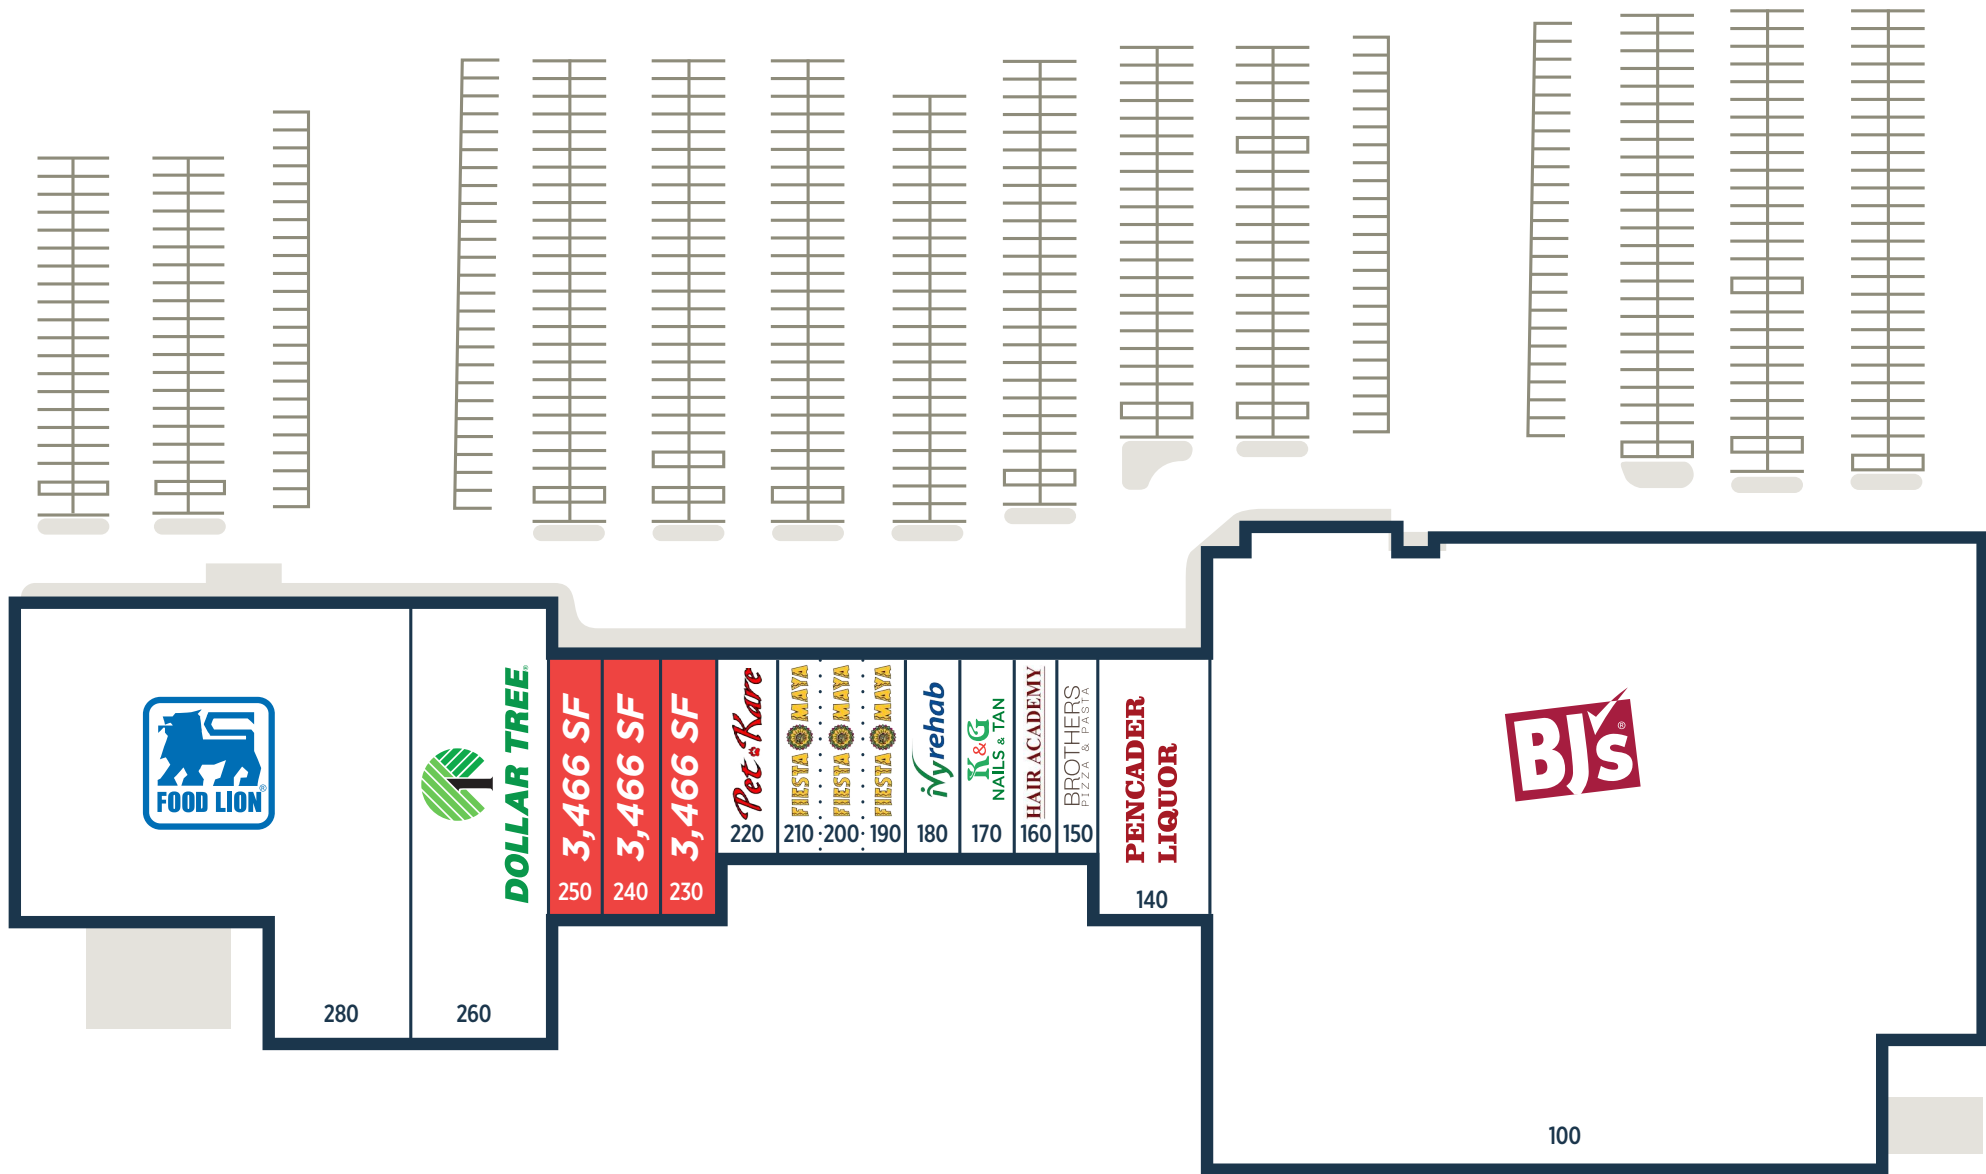 FOOD LION®
280
DOLLAR TREE®
260
3,466 SF
250
3,466 SF
240
3,466 SF
230
Pet Kare
220
FIESTA MAYA
210
FIESTA MAYA
200
FIESTA MAYA
190
ivyrehab
180
K&G
NAILS & TAN
170
HAIR ACADEMY
160
BROTHERS
PIZZA & PASTA
150
PENCADER
LIQUOR
140
BJ's®
100